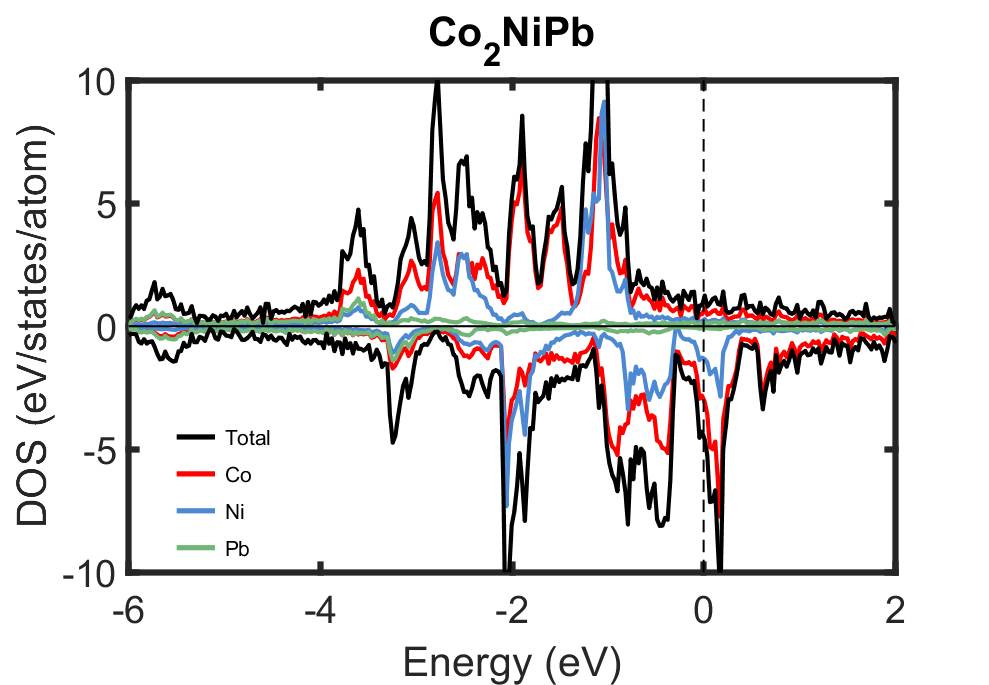 Co2NiPb
10
5
0
-5
-10
DOS (eV/states/atom)
Total
Co
Ni
Pb
-6 -4 -2 0 2
Energy (eV)